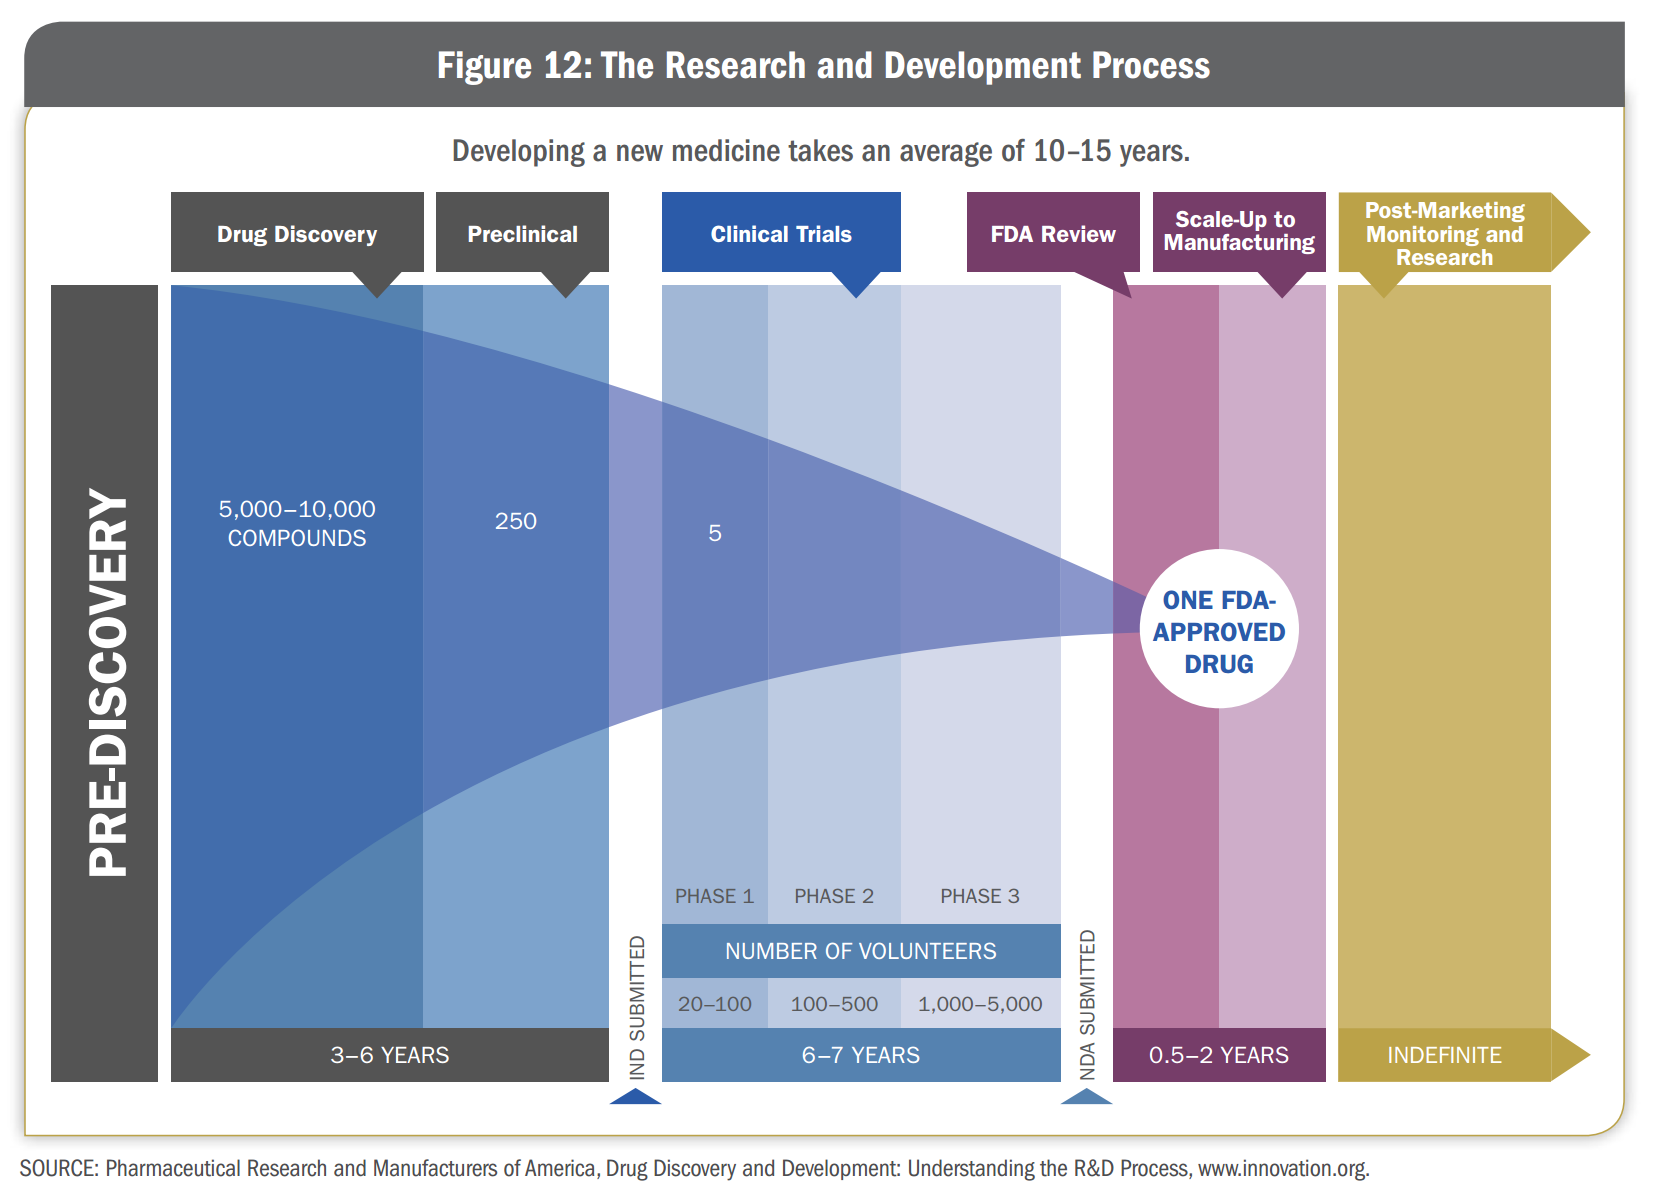 Figure 12: The Research and Development Process
Developing a new medicine takes an average of 10–15 years.
Drug Discovery
Preclinical
Clinical Trials
FDA Review
Scale-Up to
Manufacturing
Post-Marketing
Monitoring and
Research
PRE-DISCOVERY
5,000–10,000
COMPOUNDS
250
5
ONE FDA-
APPROVED
DRUG
PHASE 1
PHASE 2
PHASE 3
NUMBER OF VOLUNTEERS
20–100
100–500
1,000–5,000
IND SUBMITTED
NDA SUBMITTED
3–6 YEARS
6–7 YEARS
0.5–2 YEARS
INDEFINITE
SOURCE: Pharmaceutical Research and Manufacturers of America, Drug Discovery and Development: Understanding the R&D Process, www.innovation.org.